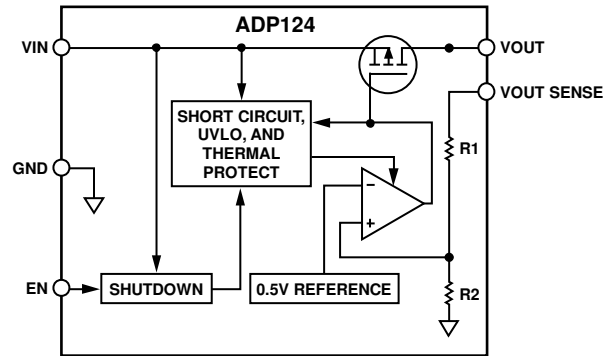 ADP124
VIN
VOUT
VOUT SENSE
SHORT CIRCUIT,
UVLO, AND
THERMAL
PROTECT
R1
GND
−
+
EN
SHUTDOWN
0.5V REFERENCE
R2